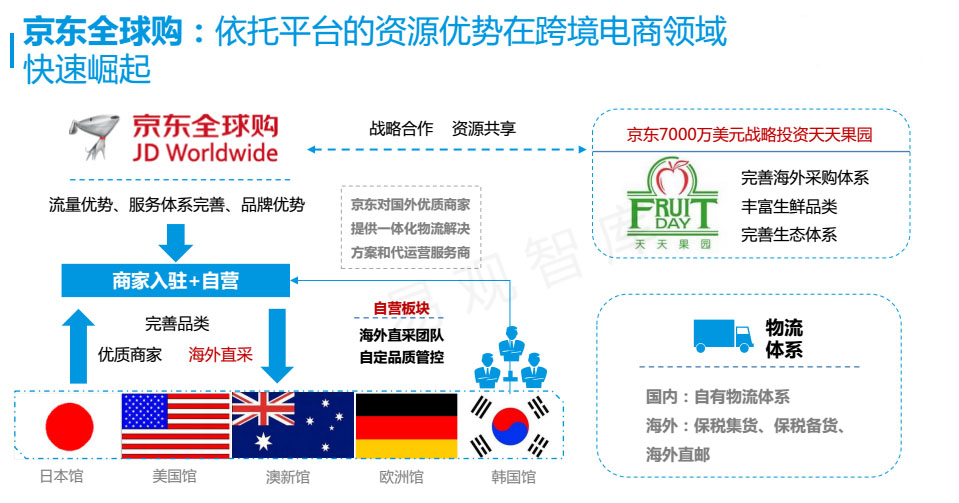 京东全球购：依托平台的资源优势在跨境电商领域
快速崛起
京东全球购
JD Worldwide
战略合作 资源共享
京东7000万美元战略投资天天果园
FRUIT
DAY
天天果园
完善海外采购体系
丰富生鲜品类
完善生态体系
流量优势、服务体系完善、品牌优势
京东对国外优质商家
提供一体化物流解决
方案和代运营服务商
商家入驻+自营
完善品类
优质商家 海外直采
自营板块
海外直采团队
自定品质管控
物流
体系
国内：自有物流体系
海外：保税集货、保税备货、
海外直邮
日本馆
美国馆
澳新馆
欧洲馆
韩国馆
易观智库